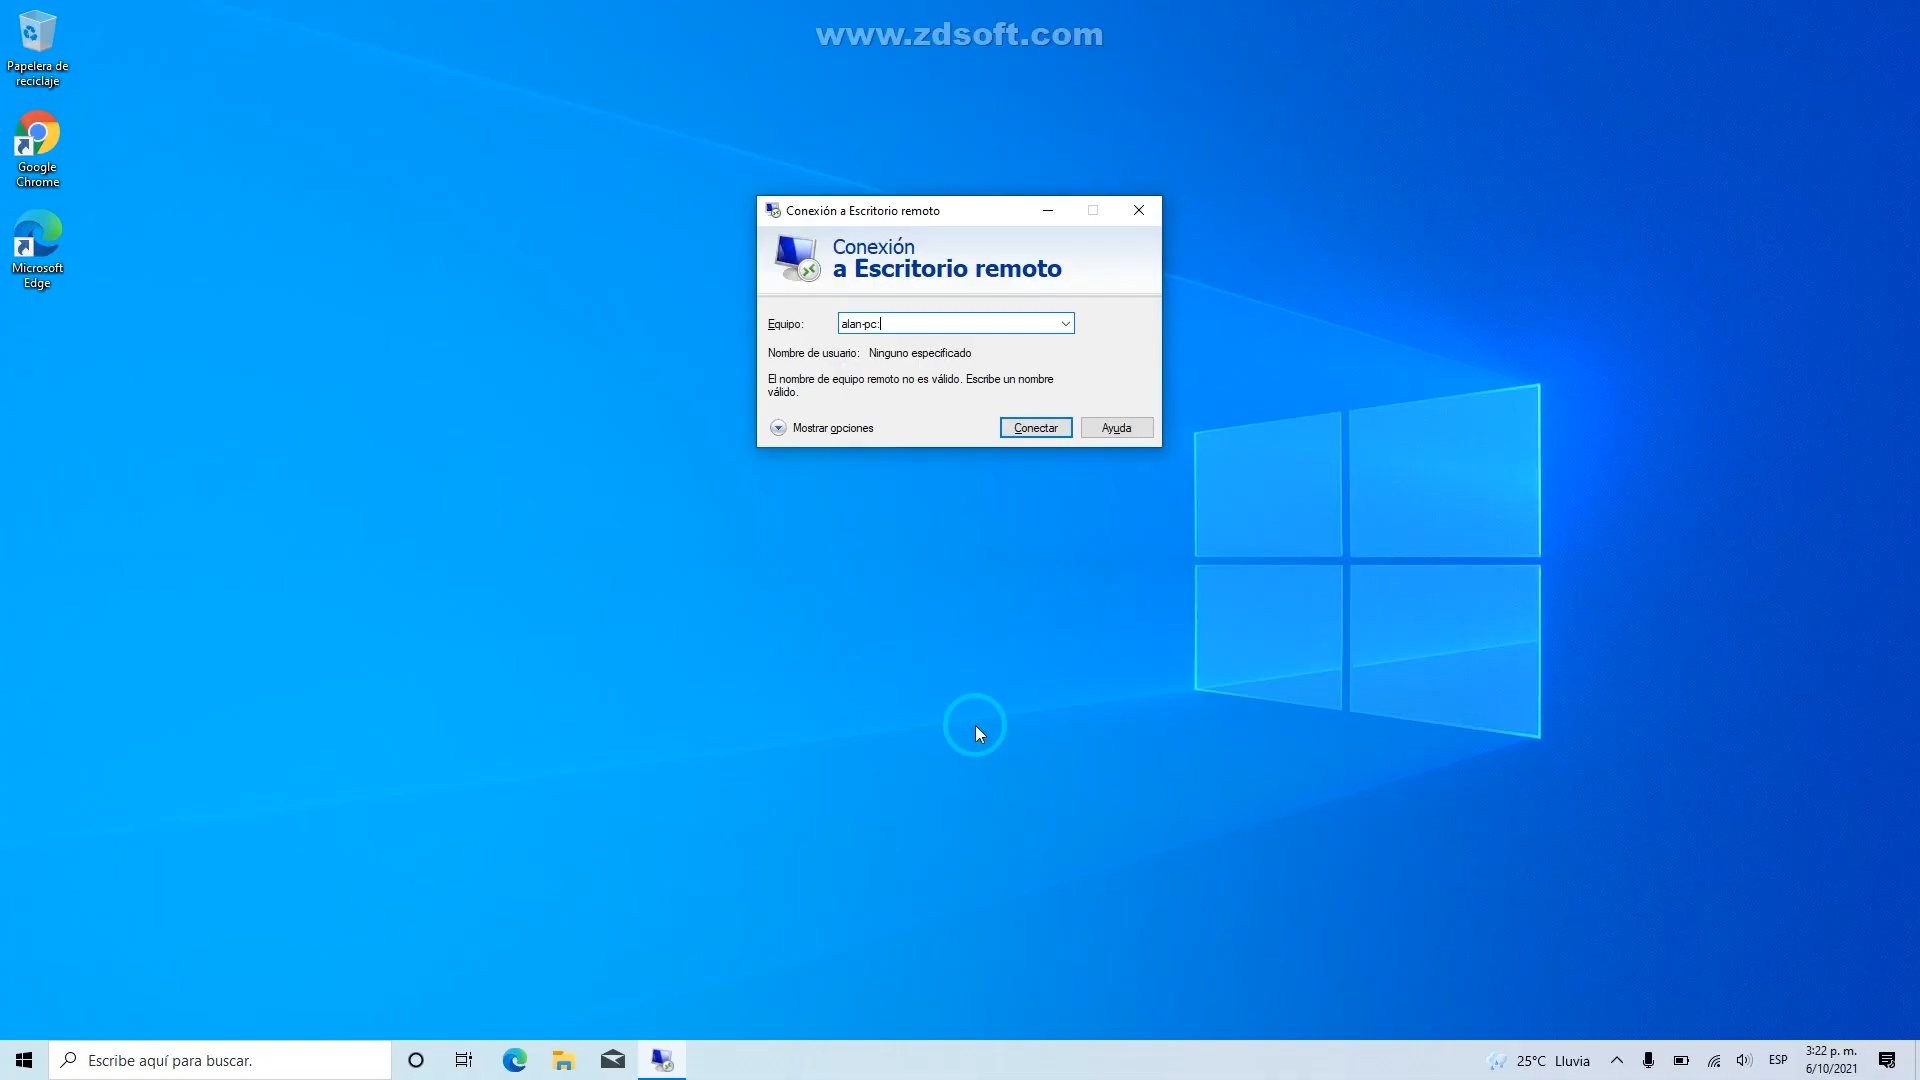 www.zdsoft.com
Papelera de
reciclaje
Google
Chrome
Microsoft
Edge
Conexión a Escritorio remoto
Conexión
a Escritorio remoto
Equipo: alan-pc:
Nombre de usuario: Ninguno especificado
El nombre de equipo remoto no es válido. Escribe un nombre
válido.
Mostrar opciones Conectar Ayuda
Escribe aquí para buscar.
25°C Lluvia
ESP
3:22 p. m.
6/10/2021